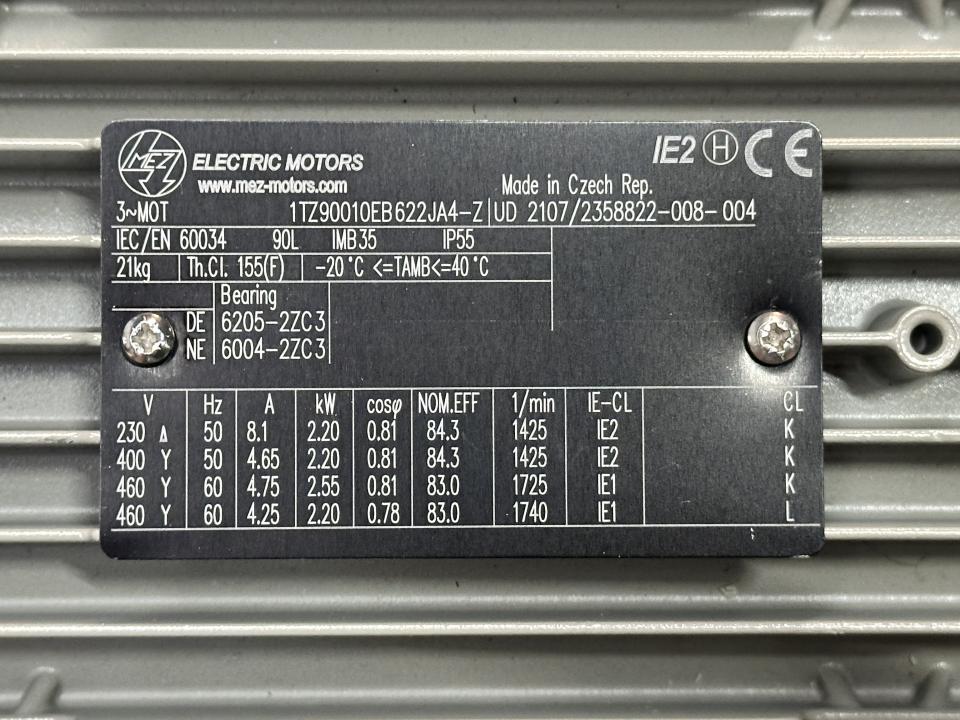 MEZ ELECTRIC MOTORS IE2 H CE
www.mez-motors.com Made in Czech Rep.
3~MOT 1TZ90010EB622JA4-Z UD 2107/2358822-008-004
IEC/EN 60034 90L IMB35 IP55
21kg Th.Cl. 155(F) -20°C <=TAMB<=40°C
Bearing
DE 6205-2ZC3
NE 6004-2ZC3
V Hz A kW cosφ NOM.EFF 1/min IE-CL CL
230 Δ 50 8.1 2.20 0.81 84.3 1425 IE2 K
400 Y 50 4.65 2.20 0.81 84.3 1425 IE2 K
460 Y 60 4.75 2.55 0.81 83.0 1725 IE1 K
460 Y 60 4.25 2.20 0.78 83.0 1740 IE1 L